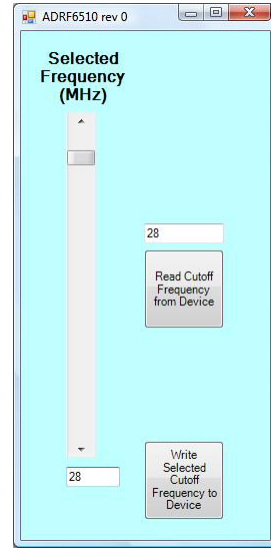 ADRF6510 rev 0
Selected
Frequency
(MHz)
28
Read Cutoff
Frequency
from Device
28
Write
Selected
Cutoff
Frequency to
Device